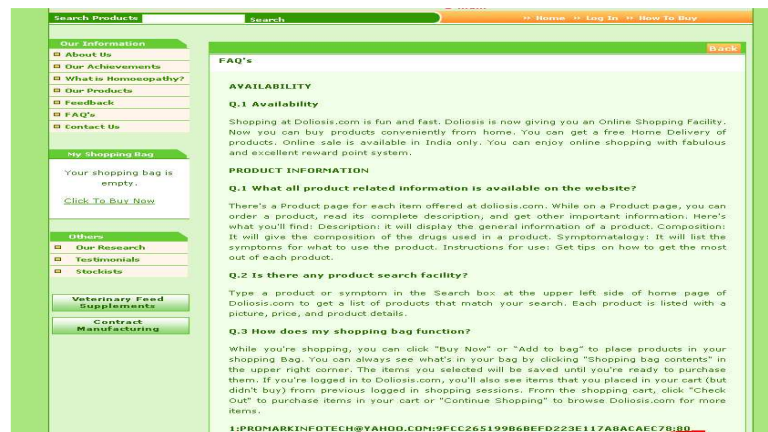 Search Products
Search
» Home » Log In » How To Buy
Our Information
About Us
Our Achievements
What is Homoeopathy?
Our Products
Feedback
FAQ's
Contact Us
My Shopping Bag
Your shopping bag is
empty.
Click To Buy Now
Others
Our Research
Testimonials
Stockists
Veterinary Feed
Supplements
Contract
Manufacturing
Back
FAQ's
AVAILABILITY
Q.1 Availability
Shopping at Doliosis.com is fun and fast. Doliosis is now giving you an Online Shopping Facility.
Now you can buy products conveniently from home. You can get a free Home Delivery of
products. Online sale is available in India only. You can enjoy online shopping with fabulous
and excellent reward point system.
PRODUCT INFORMATION
Q.1 What all product related information is available on the website?
There's a Product page for each item offered at doliosis.com. While on a Product page, you can
order a product, read its complete description, and get other important information. Here's
what you'll find: Description: it will display the general information of a product. Composition:
It will give the composition of the drugs used in a product. Symptomatalogy: It will list the
symptoms for what to use the product. Instructions for use: Get tips on how to get the most
out of each product.
Q.2 Is there any product search facility?
Type a product or symptom in the Search box at the upper left side of home page of
Doliosis.com to get a list of products that match your search. Each product is listed with a
picture, price, and product details.
Q.3 How does my shopping bag function?
While you're shopping, you can click "Buy Now" or "Add to bag" to place products in your
shopping Bag. You can always see what's in your bag by clicking "Shopping bag contents" in
the upper right corner. The items you selected will be saved until you're ready to purchase
them. If you're logged in to Doliosis.com, you'll also see items that you placed in your cart (but
didn't buy) from previous logged in shopping sessions. From the shopping cart, click "Check
Out" to purchase items in your cart or "Continue Shopping" to browse Doliosis.com for more
items.
1:PROMARKINFOTECH@YAHOO.COM:9FCC265199B6BEFD223E117A8ACAEC78:80